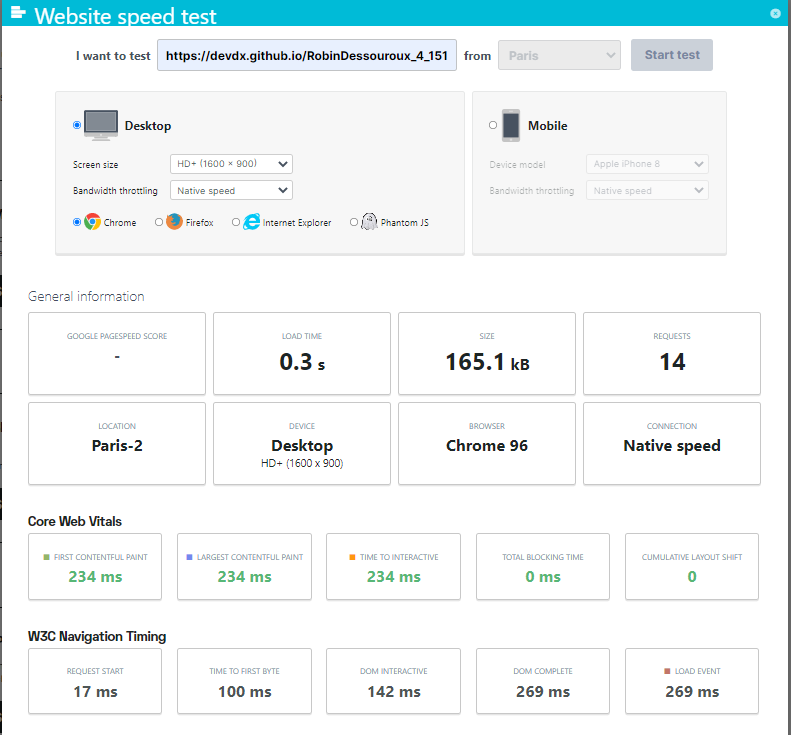 Website speed test
I want to test https://devdx.github.io/RobinDessouroux_4_151 from Paris Start test
Desktop
Screen size HD+ (1600 × 900)
Bandwidth throttling Native speed
Chrome Firefox Internet Explorer Phantom JS
Mobile
Device model Apple iPhone 8
Bandwidth throttling Native speed
General information
GOOGLE PAGESPEED SCORE
-
LOAD TIME
0.3 s
SIZE
165.1 kB
REQUESTS
14
LOCATION
Paris-2
DEVICE
Desktop
HD+ (1600 x 900)
BROWSER
Chrome 96
CONNECTION
Native speed
Core Web Vitals
FIRST CONTENTFUL PAINT
234 ms
LARGEST CONTENTFUL PAINT
234 ms
TIME TO INTERACTIVE
234 ms
TOTAL BLOCKING TIME
0 ms
CUMULATIVE LAYOUT SHIFT
0
W3C Navigation Timing
REQUEST START
17 ms
TIME TO FIRST BYTE
100 ms
DOM INTERACTIVE
142 ms
DOM COMPLETE
269 ms
LOAD EVENT
269 ms